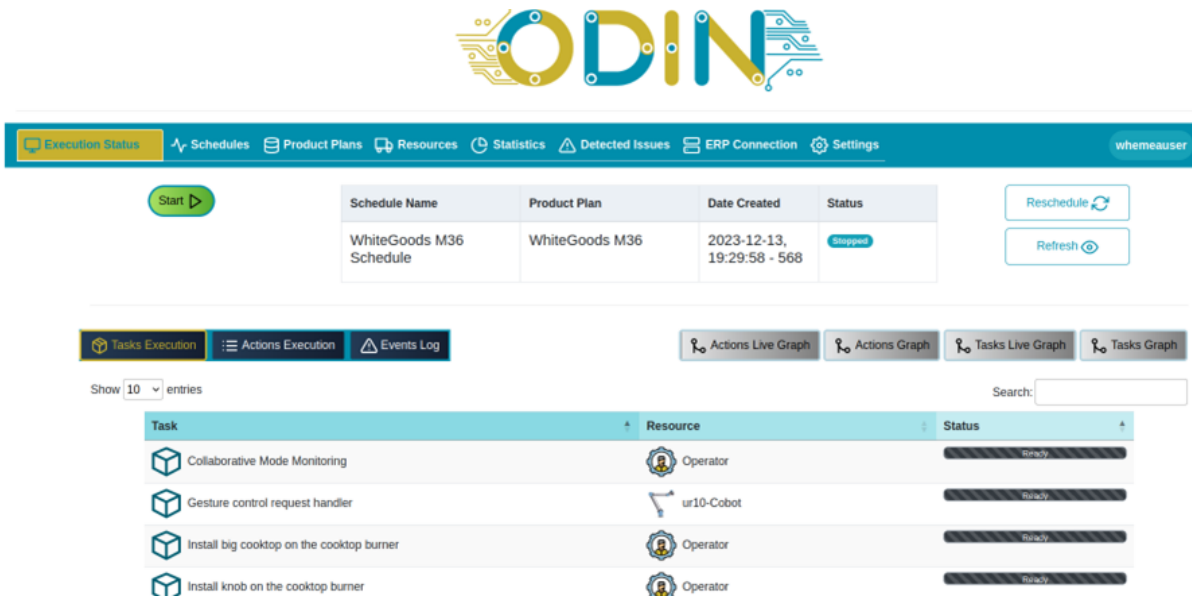 ODIN
Execution Status Schedules Product Plans Resources Statistics Detected Issues ERP Connection Settings whemeauser
Start
Schedule Name Product Plan Date Created Status
WhiteGoods M36 Schedule WhiteGoods M36 2023-12-13, 19:29:58 - 568 Stopped
Reschedule
Refresh
Tasks Execution Actions Execution Events Log Actions Live Graph Actions Graph Tasks Live Graph Tasks Graph
Show 10 entries Search:
Task Resource Status
Collaborative Mode Monitoring Operator Ready
Gesture control request handler ur10-Cobot Ready
Install big cooktop on the cooktop burner Operator Ready
Install knob on the cooktop burner Operator Ready